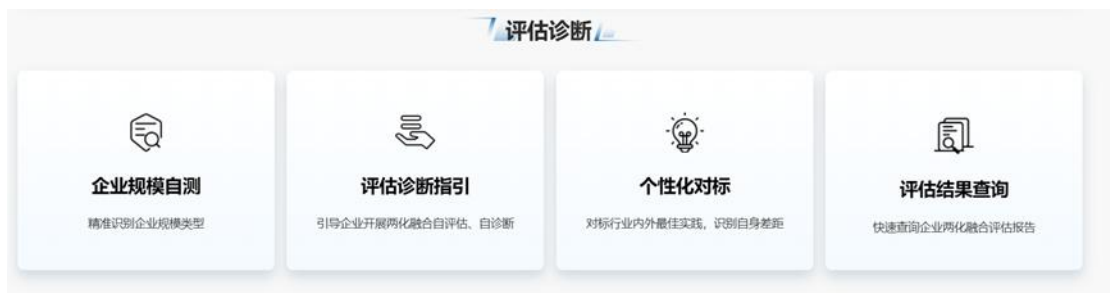 评估诊断
企业规模自测
精准识别企业规模类型
评估诊断指引
引导企业开展两化融合自评估、自诊断
个性化对标
对标行业内外最佳实践，识别自身差距
评估结果查询
快速查询企业两化融合评估报告